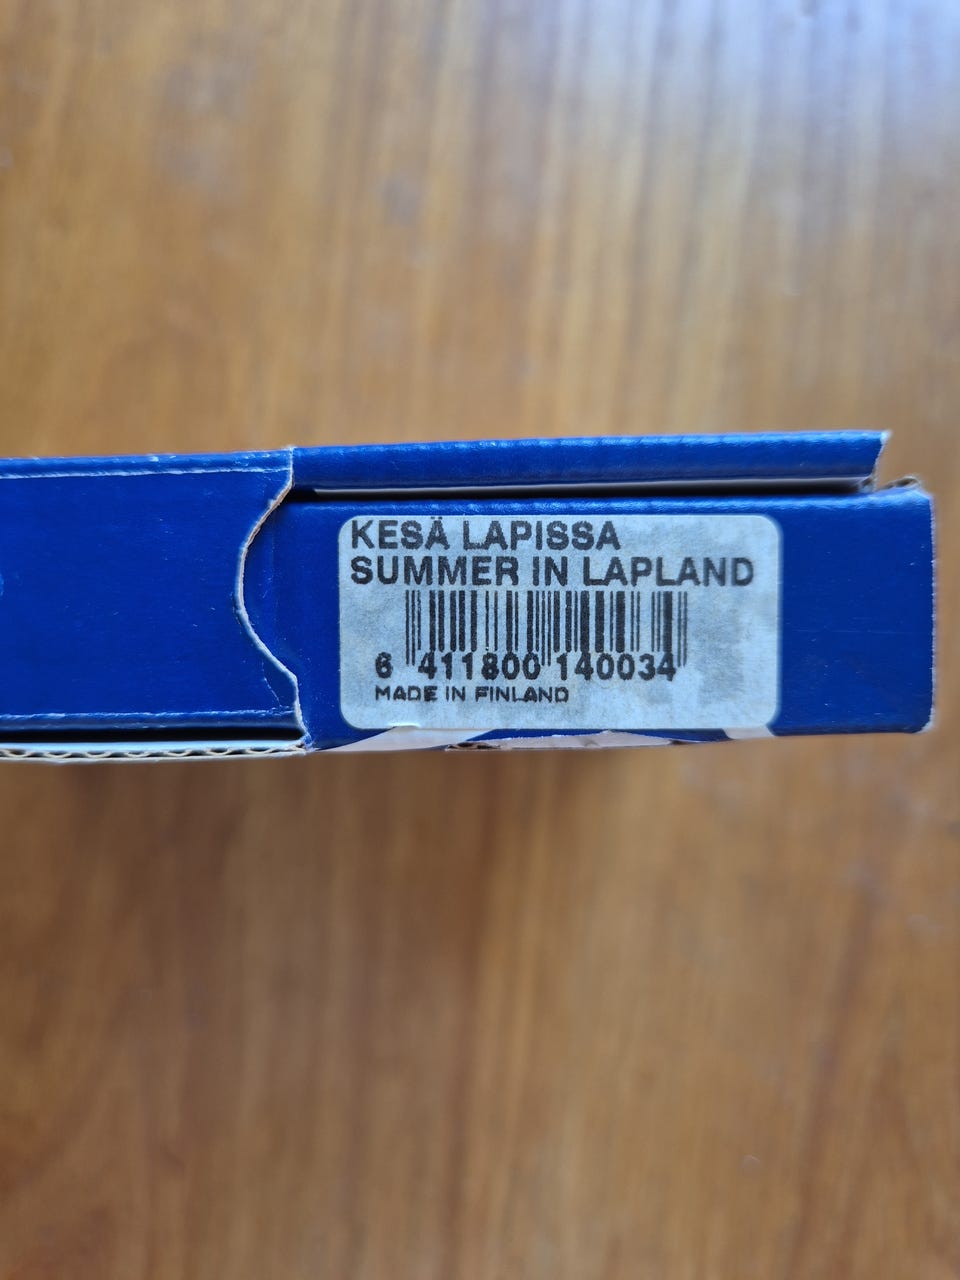 KESÄ LAPISSA
SUMMER IN LAPLAND
6 411800 140034
MADE IN FINLAND